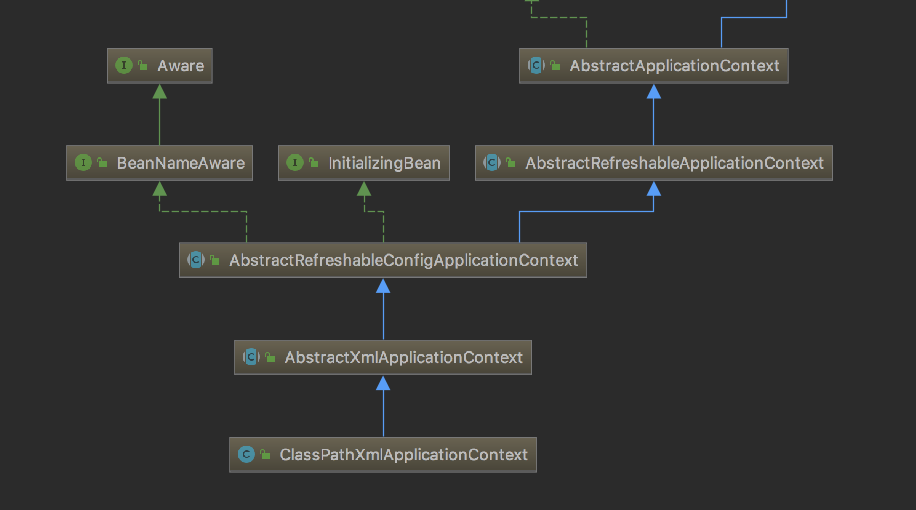 Aware
AbstractApplicationContext
BeanNameAware
InitializingBean
AbstractRefreshableApplicationContext
AbstractRefreshableConfigApplicationContext
AbstractXmlApplicationContext
ClassPathXmlApplicationContext